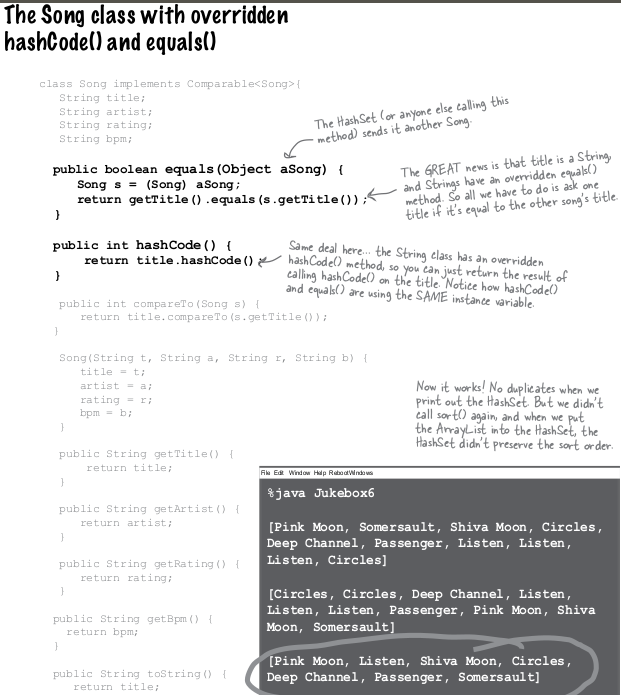 The Song class with overridden
hashCode() and equals()
class Song implements Comparable<Song>{
String title;
String artist;
String rating;
String bpm;
The HashSet (or anyone else calling this
method) sends it another Song.
public boolean equals(Object aSong) {
Song s = (Song) aSong;
return getTitle().equals(s.getTitle());
}
The GREAT news is that title is a String,
and Strings have an overridden equals()
method. So all we have to do is ask one
title if it's equal to the other song's title.
public int hashCode() {
return title.hashCode()
}
Same deal here... the String class has an overridden
hashCode() method, so you can just return the result of
calling hashCode() on the title. Notice how hashCode()
and equals() are using the SAME instance variable.
public int compareTo(Song s) {
return title.compareTo(s.getTitle());
}
Song(String t, String a, String r, String b) {
title = t;
artist = a;
rating = r;
bpm = b;
}
Now it works! No duplicates when we
print out the HashSet. But we didn't
call sort() again, and when we put
the ArrayList into the HashSet, the
HashSet didn't preserve the sort order.
public String getTitle() {
return title;
}
public String getArtist() {
return artist;
}
public String getRating() {
return rating;
}
public String getBpm() {
return bpm;
}
public String toString() {
return title;
File Edit Window Help RebootWindows
%java Jukebox6
[Pink Moon, Somersault, Shiva Moon, Circles,
Deep Channel, Passenger, Listen, Listen,
Listen, Circles]
[Circles, Circles, Deep Channel, Listen,
Listen, Listen, Passenger, Pink Moon, Shiva
Moon, Somersault]
[Pink Moon, Listen, Shiva Moon, Circles,
Deep Channel, Passenger, Somersault]